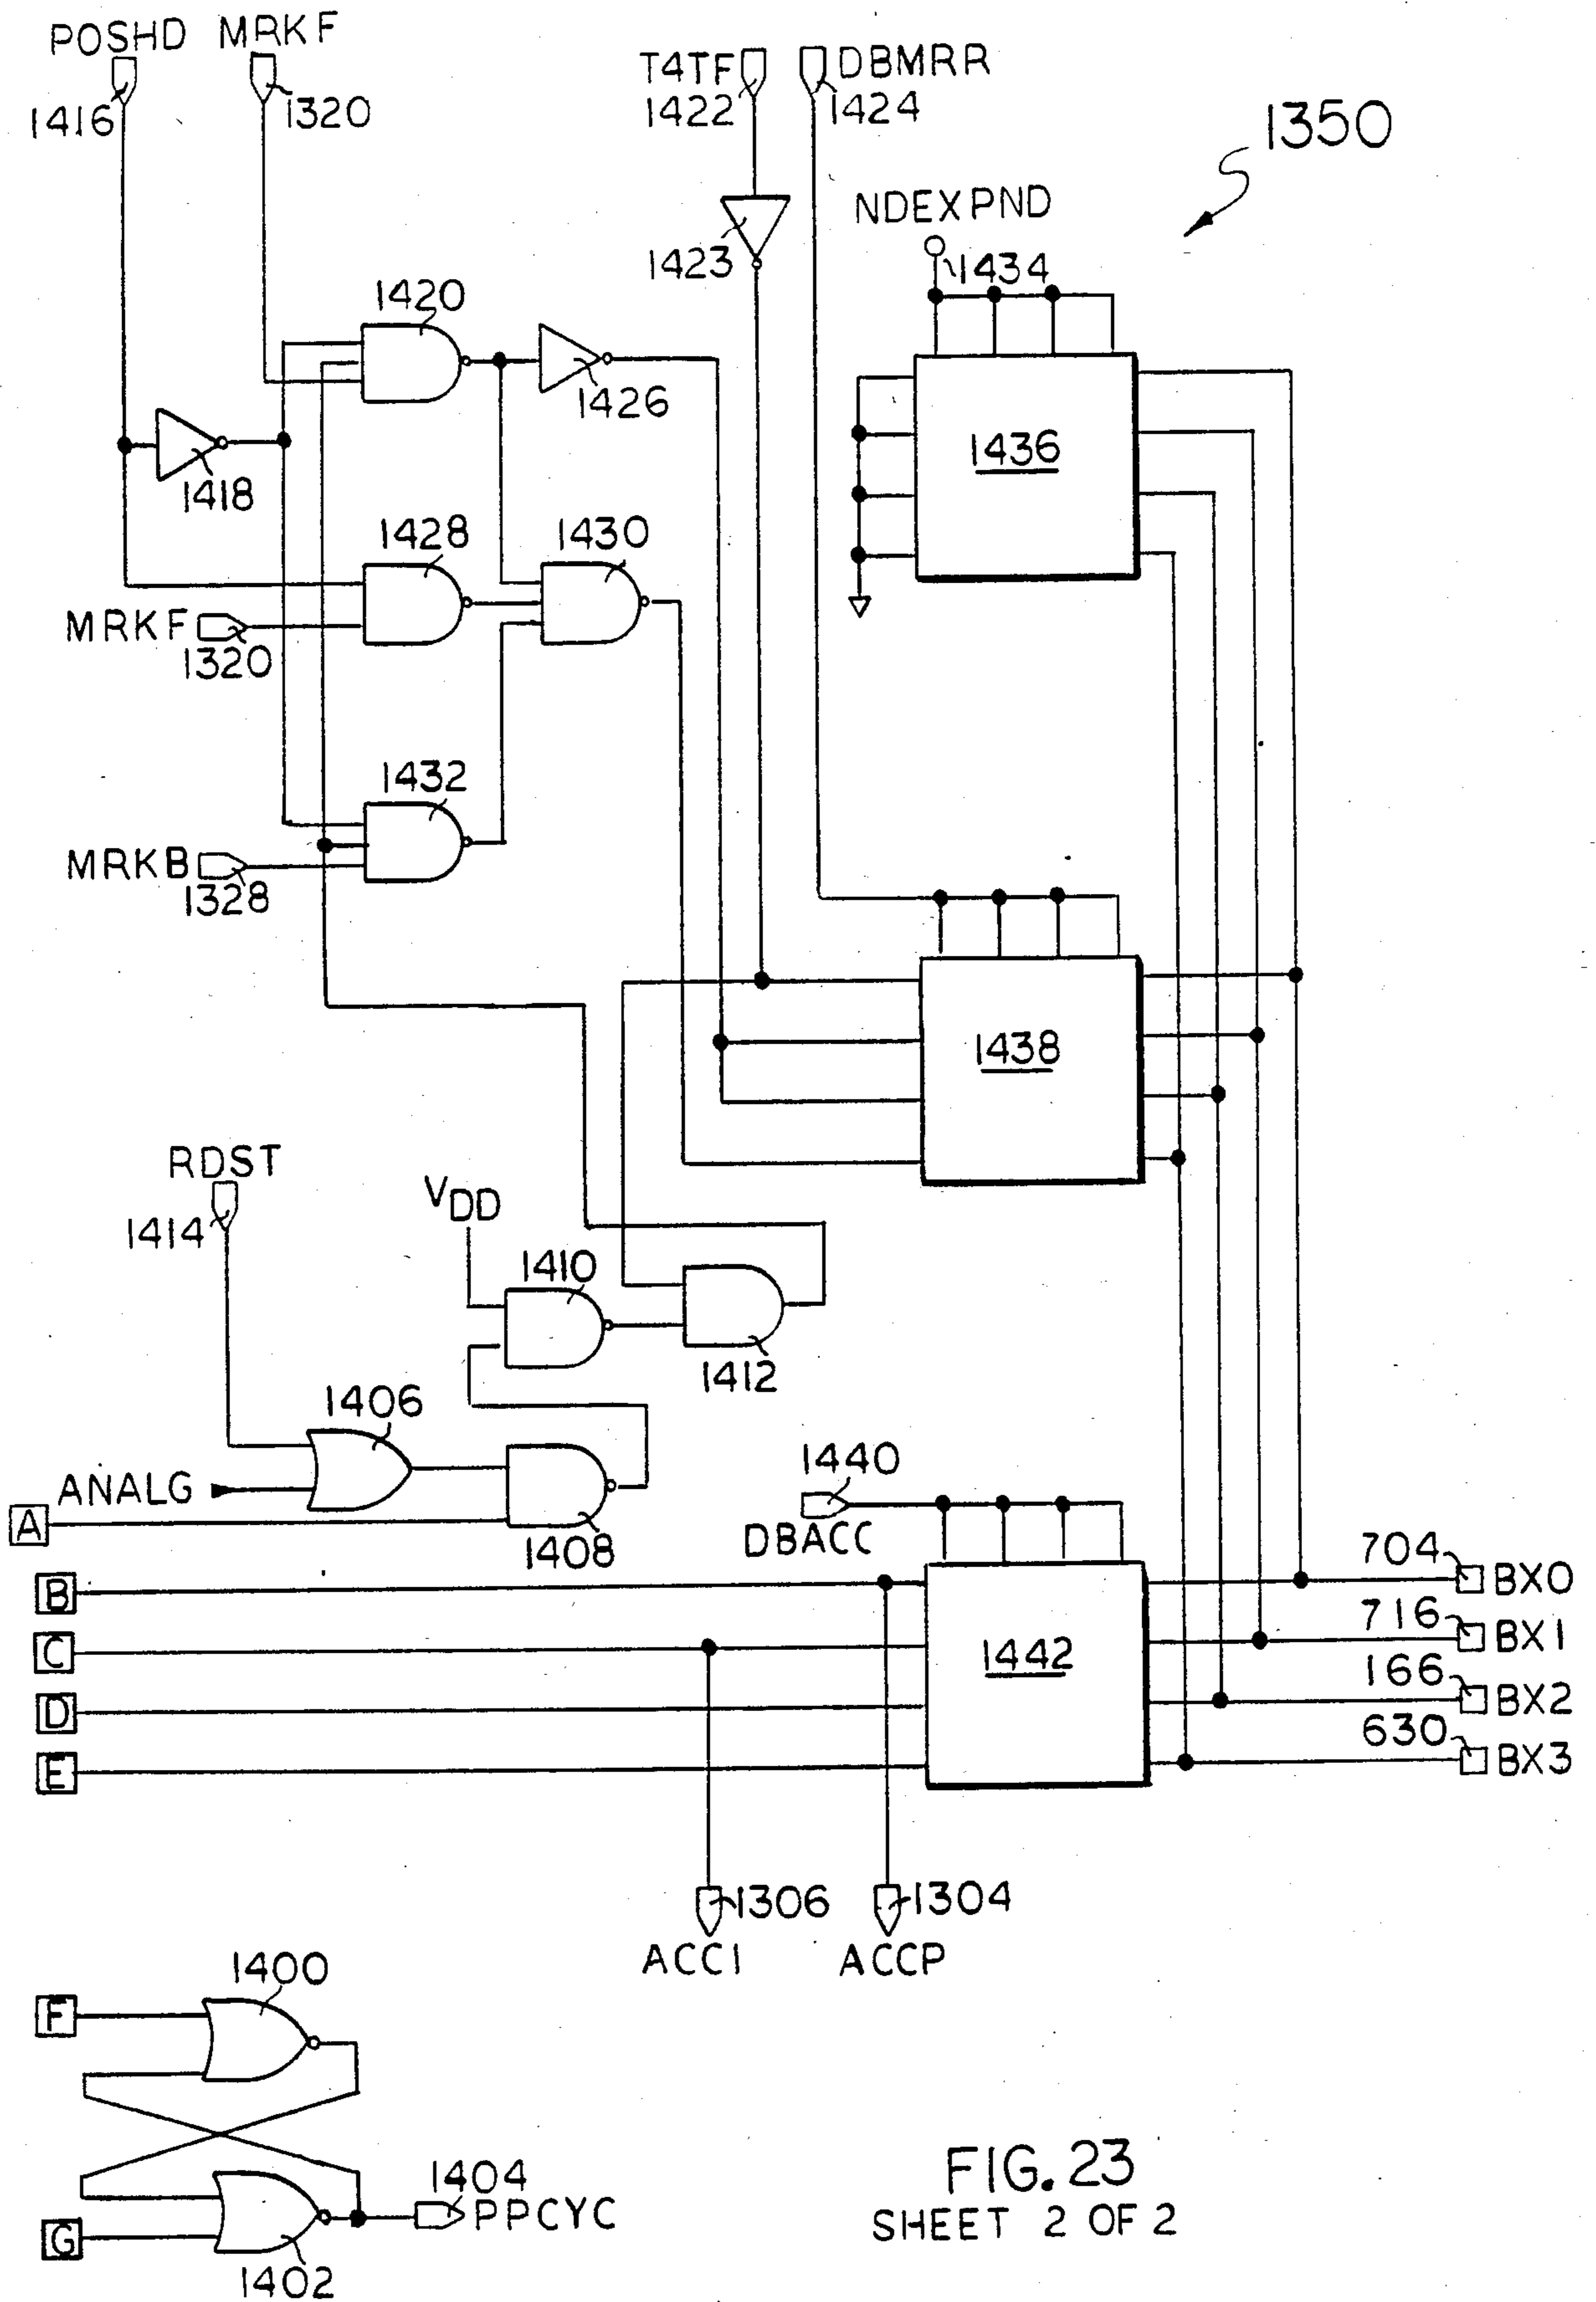 POSHD MRKF
1416
1320
T4TF DBMRR
1422
1424
1350
1423
NDEXPND
1434
1420
1426
1436
1418
1428
1430
MRKF
1320
1432
MRKB
1328
1438
RDST
1414
VDD
1410
1412
1406
ANALG
A
1408
1440
DBACC
B
C
D
E
1442
704
BX0
716
BX1
166
BX2
630
BX3
1306
ACCI
1304
ACCP
1400
F
1404
PPCYC
G
1402
FIG. 23
SHEET 2 OF 2